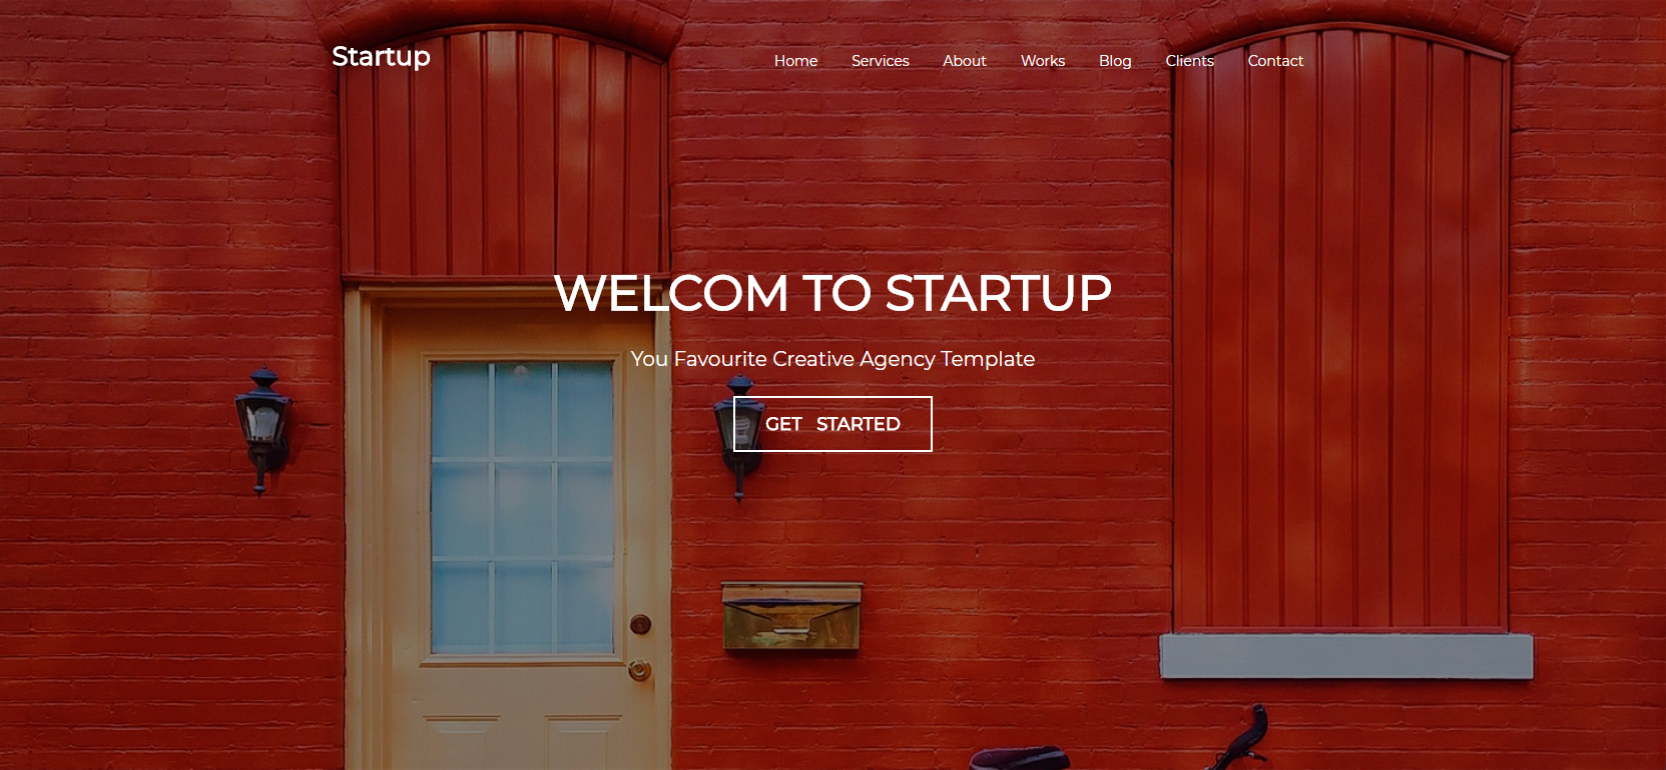 Startup
Home Services About Works Blog Clients Contact
WELCOM TO STARTUP
You Favourite Creative Agency Template
GET STARTED